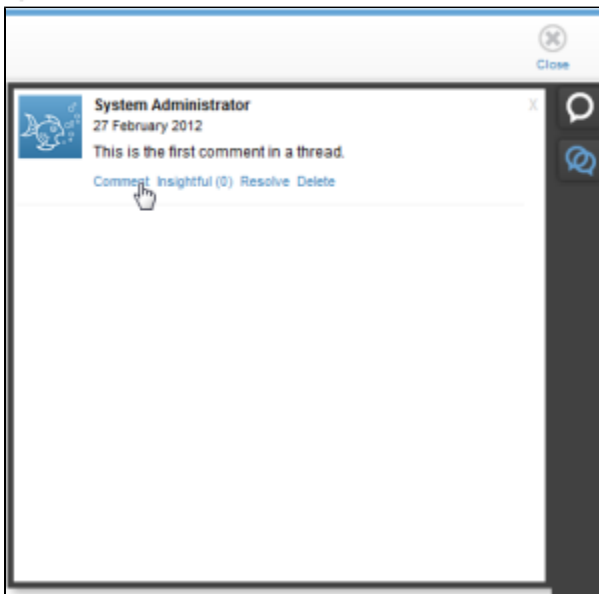 Close
System Administrator
X
27 February 2012
This is the first comment in a thread.
Comment Insightful (0) Resolve Delete